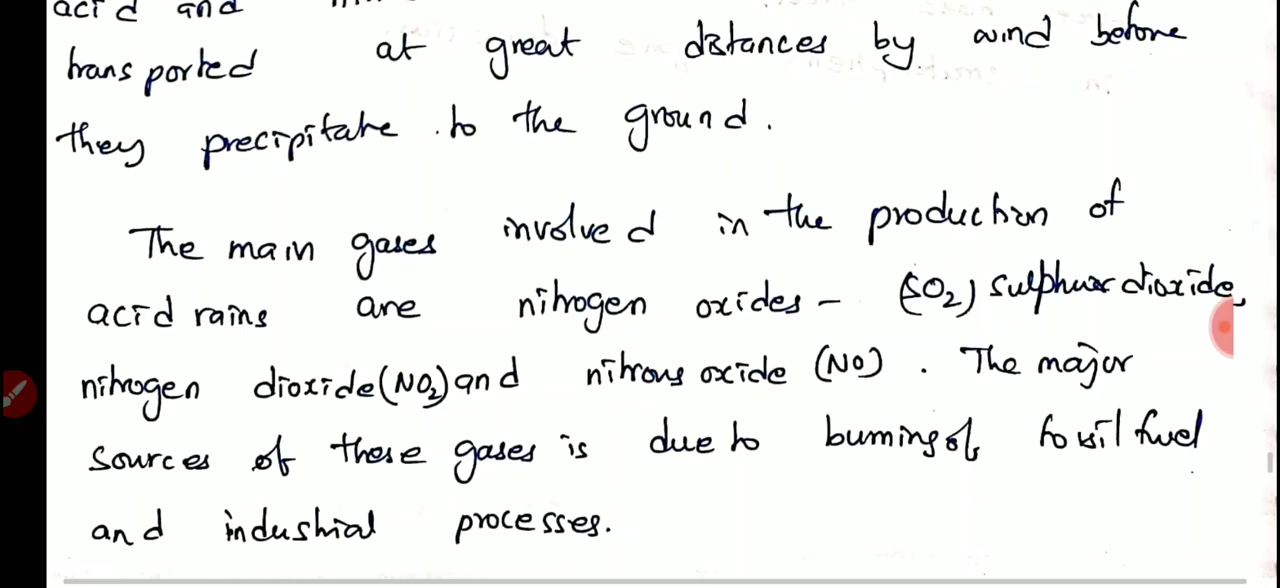 acid and
transported at great distances by wind before
they precipitate to the ground.
The main gases involved in the production of
acid rains are nitrogen oxides - (SO2) sulphur dioxide,
nitrogen dioxide (NO2) and nitrous oxide (NO). The major
sources of these gases is due to burning of fossil fuel
and industrial processes.